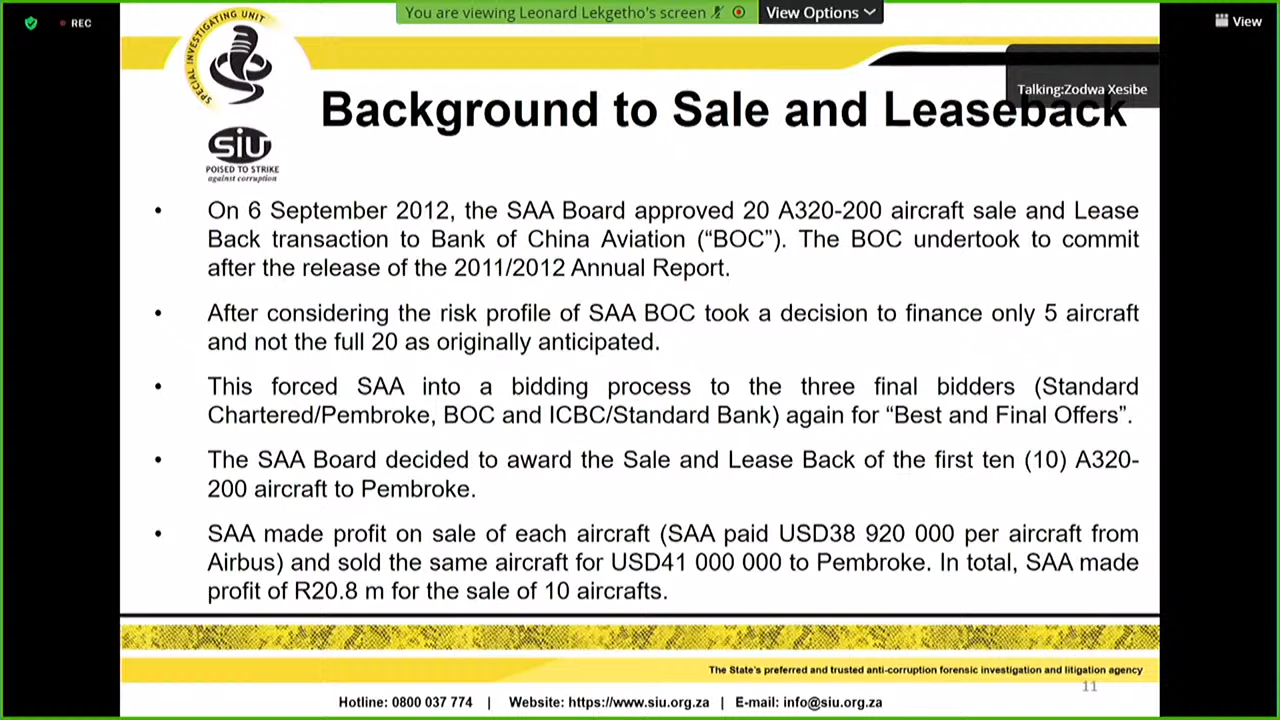 REC
You are viewing Leonard Lekgetho's screen
View Options
View
SPECIAL INVESTIGATING UNIT
Talking:Zodwa Xesibe
Background to Sale and Leaseback
SIU
POISED TO STRIKE
against corruption
• On 6 September 2012, the SAA Board approved 20 A320-200 aircraft sale and Lease
Back transaction to Bank of China Aviation (“BOC”). The BOC undertook to commit
after the release of the 2011/2012 Annual Report.
• After considering the risk profile of SAA BOC took a decision to finance only 5 aircraft
and not the full 20 as originally anticipated.
• This forced SAA into a bidding process to the three final bidders (Standard
Chartered/Pembroke, BOC and ICBC/Standard Bank) again for “Best and Final Offers”.
• The SAA Board decided to award the Sale and Lease Back of the first ten (10) A320-
200 aircraft to Pembroke.
• SAA made profit on sale of each aircraft (SAA paid USD38 920 000 per aircraft from
Airbus) and sold the same aircraft for USD41 000 000 to Pembroke. In total, SAA made
profit of R20.8 m for the sale of 10 aircrafts.
The State's preferred and trusted anti-corruption forensic investigation and litigation agency
11
Hotline: 0800 037 774 | Website: https://www.siu.org.za | E-mail: info@siu.org.za